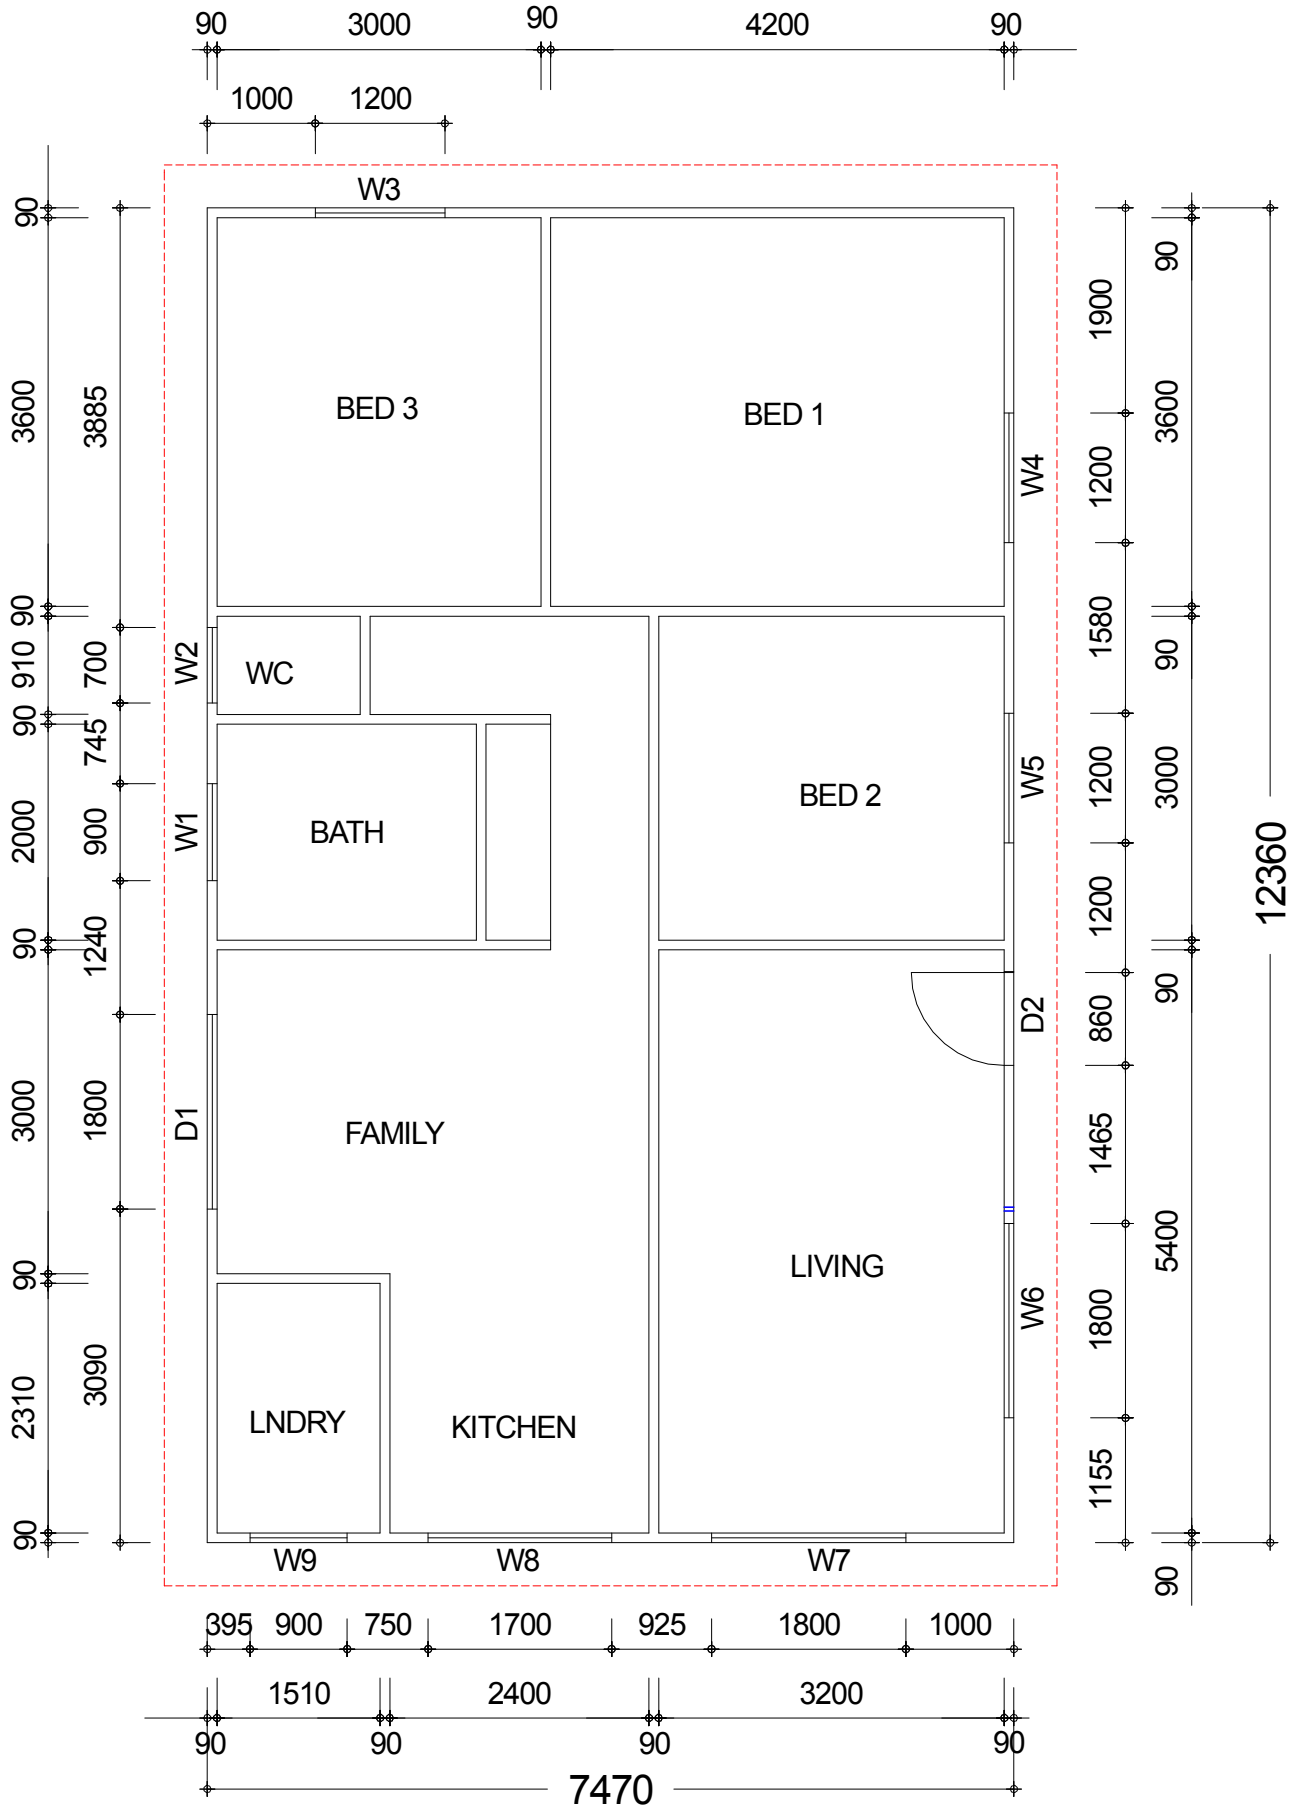 90 3000 90 4200 90
1000 1200
W3
90
90
1900
3600
3885
BED 3
BED 1
3600
W4
1200
90
910
700
W2
WC
1580
90
90
745
2000
900
W1
BATH
BED 2
W5
1200
3000
12360
90
1240
1200
90
D2
860
3000
1800
D1
FAMILY
1465
5400
LIVING
90
W6
1800
2310
3090
LNDRY
KITCHEN
1155
90
W9 W8 W7
90
395 900 750 1700 925 1800 1000
1510 2400 3200
90 90 90 90
7470